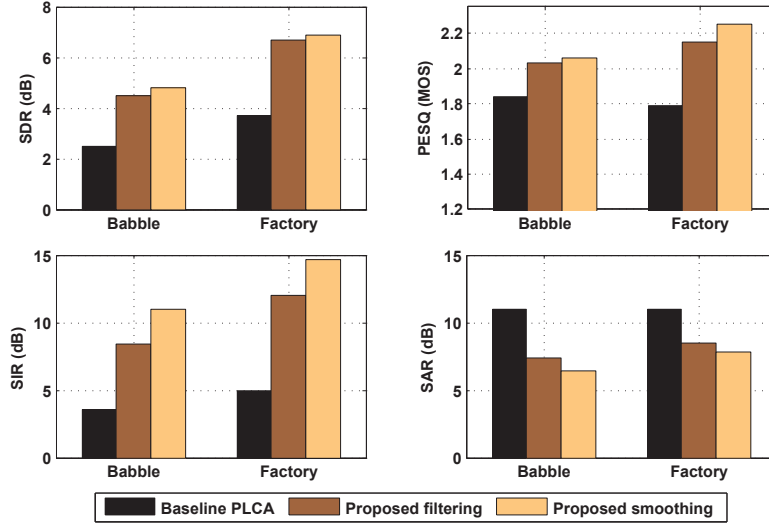 SDR (dB)
8
6
4
2
0
Babble
Factory
PESQ (MOS)
2.2
2
1.8
1.6
1.4
1.2
Babble
Factory
SIR (dB)
15
10
5
0
Babble
Factory
SAR (dB)
15
10
5
0
Babble
Factory
Baseline PLCA
Proposed filtering
Proposed smoothing